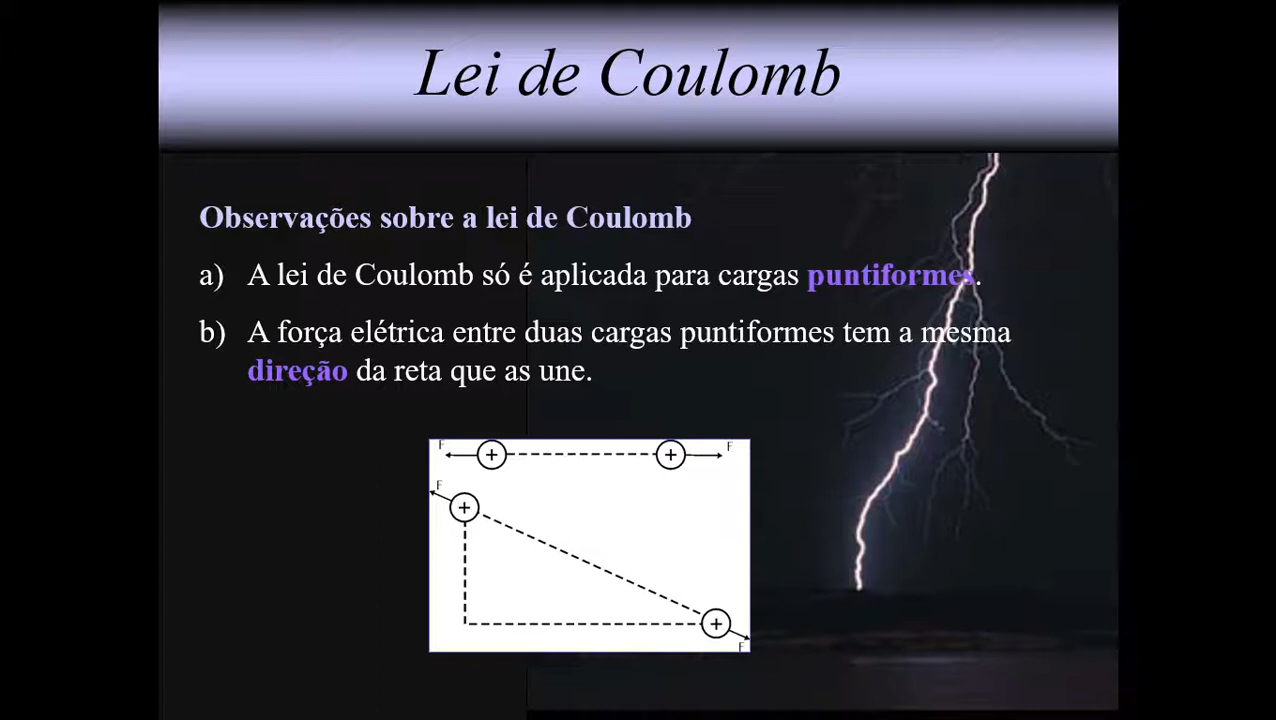 Lei de Coulomb
Observações sobre a lei de Coulomb
a) A lei de Coulomb só é aplicada para cargas puntiformes.
b) A força elétrica entre duas cargas puntiformes tem a mesma
direção da reta que as une.
F + + F
F
+
+
F